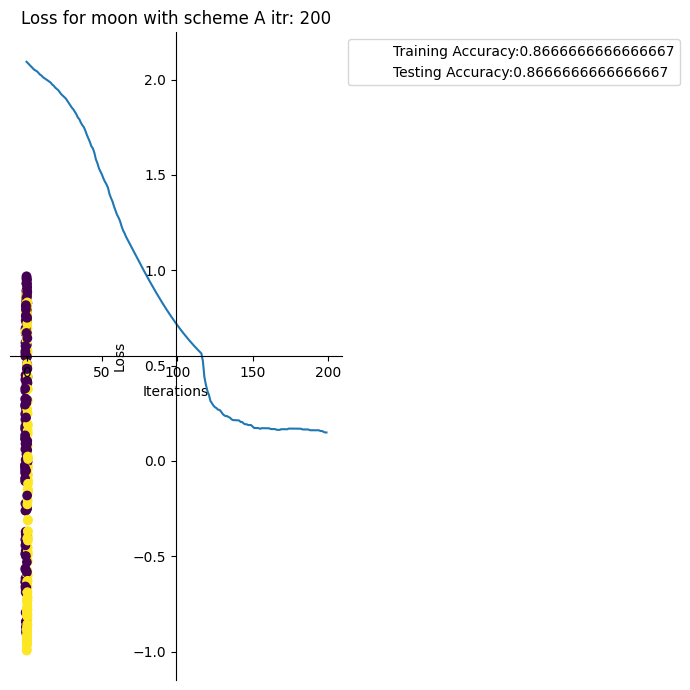 Loss for moon with scheme A itr: 200
Training Accuracy:0.8666666666666667
Testing Accuracy:0.8666666666666667
2.0
1.5
1.0
0.5
0.0
−0.5
−1.0
Loss
50
100
150
200
Iterations